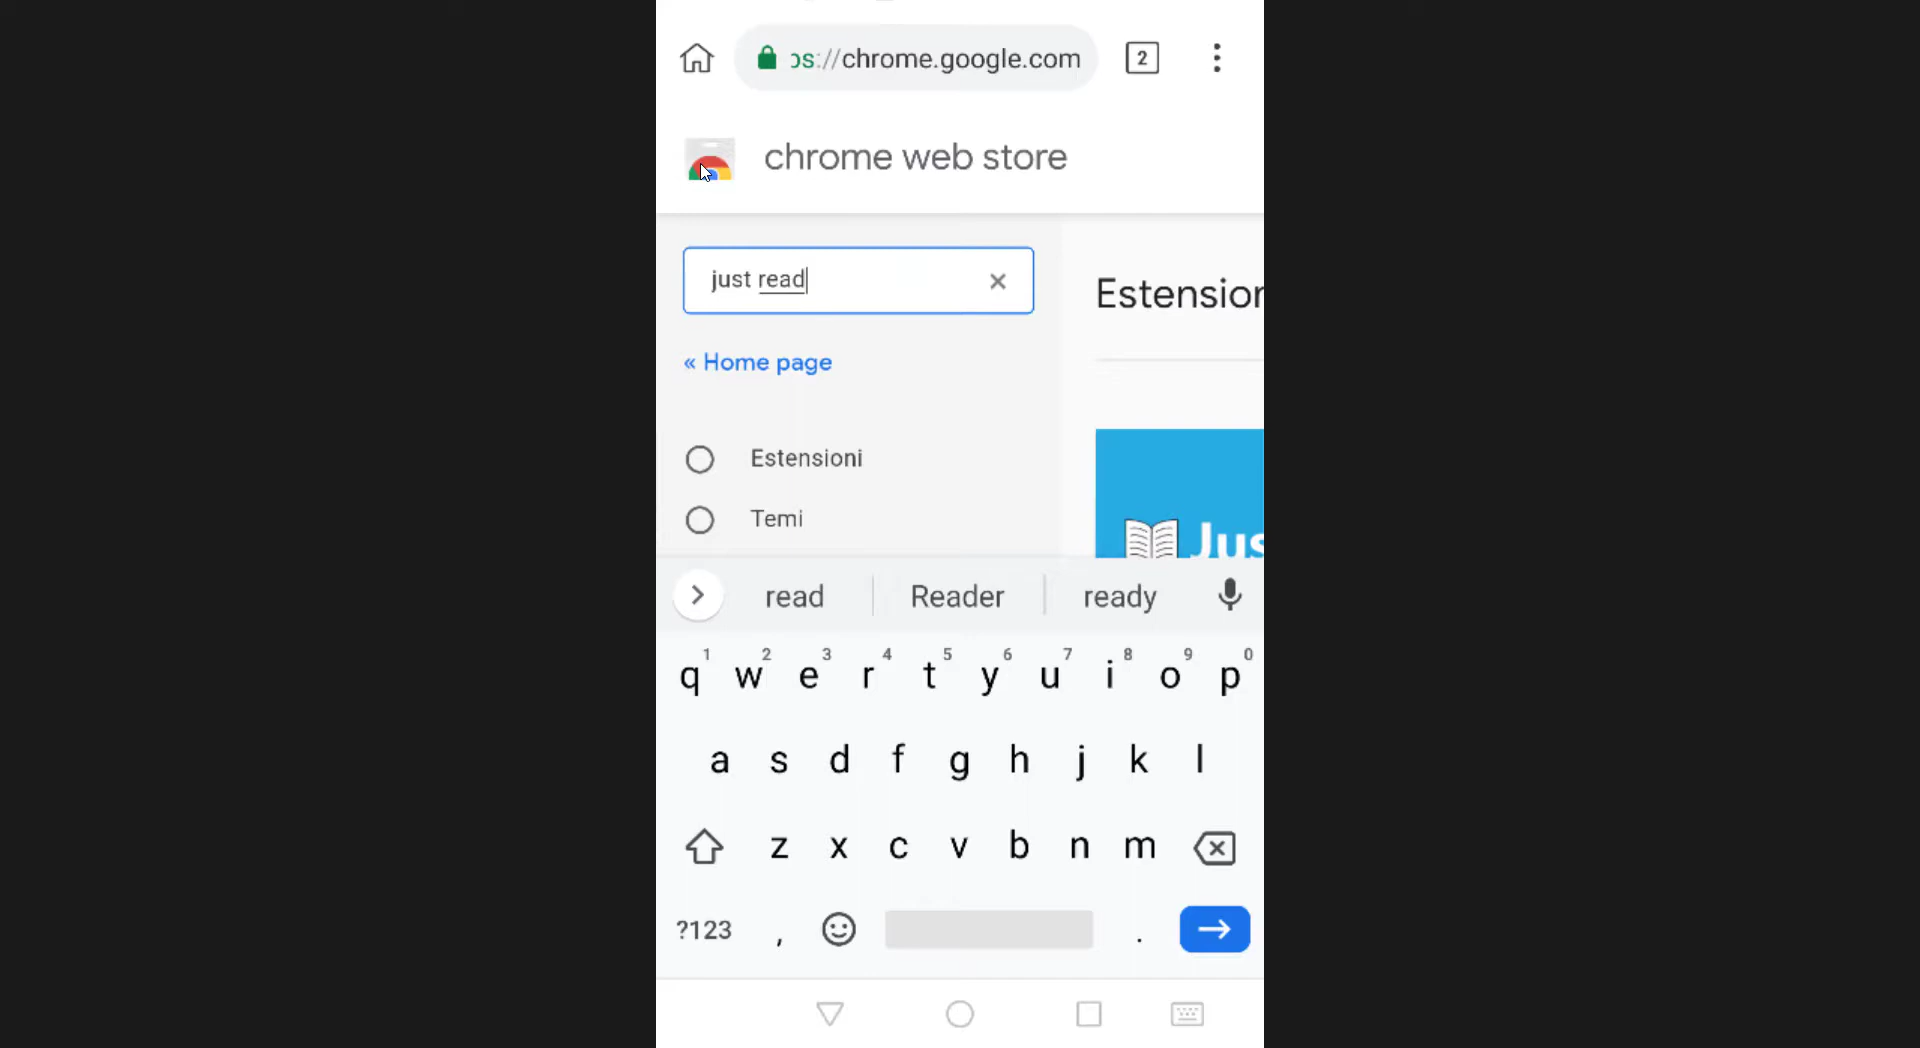 ps://chrome.google.com
2
chrome web store
just read
Estension
« Home page
Estensioni
Temi
Jus
read Reader ready
1 2 3 4 5 6 7 8 9 0
q w e r t y u i o p
a s d f g h j k l
z x c v b n m
?123 , .